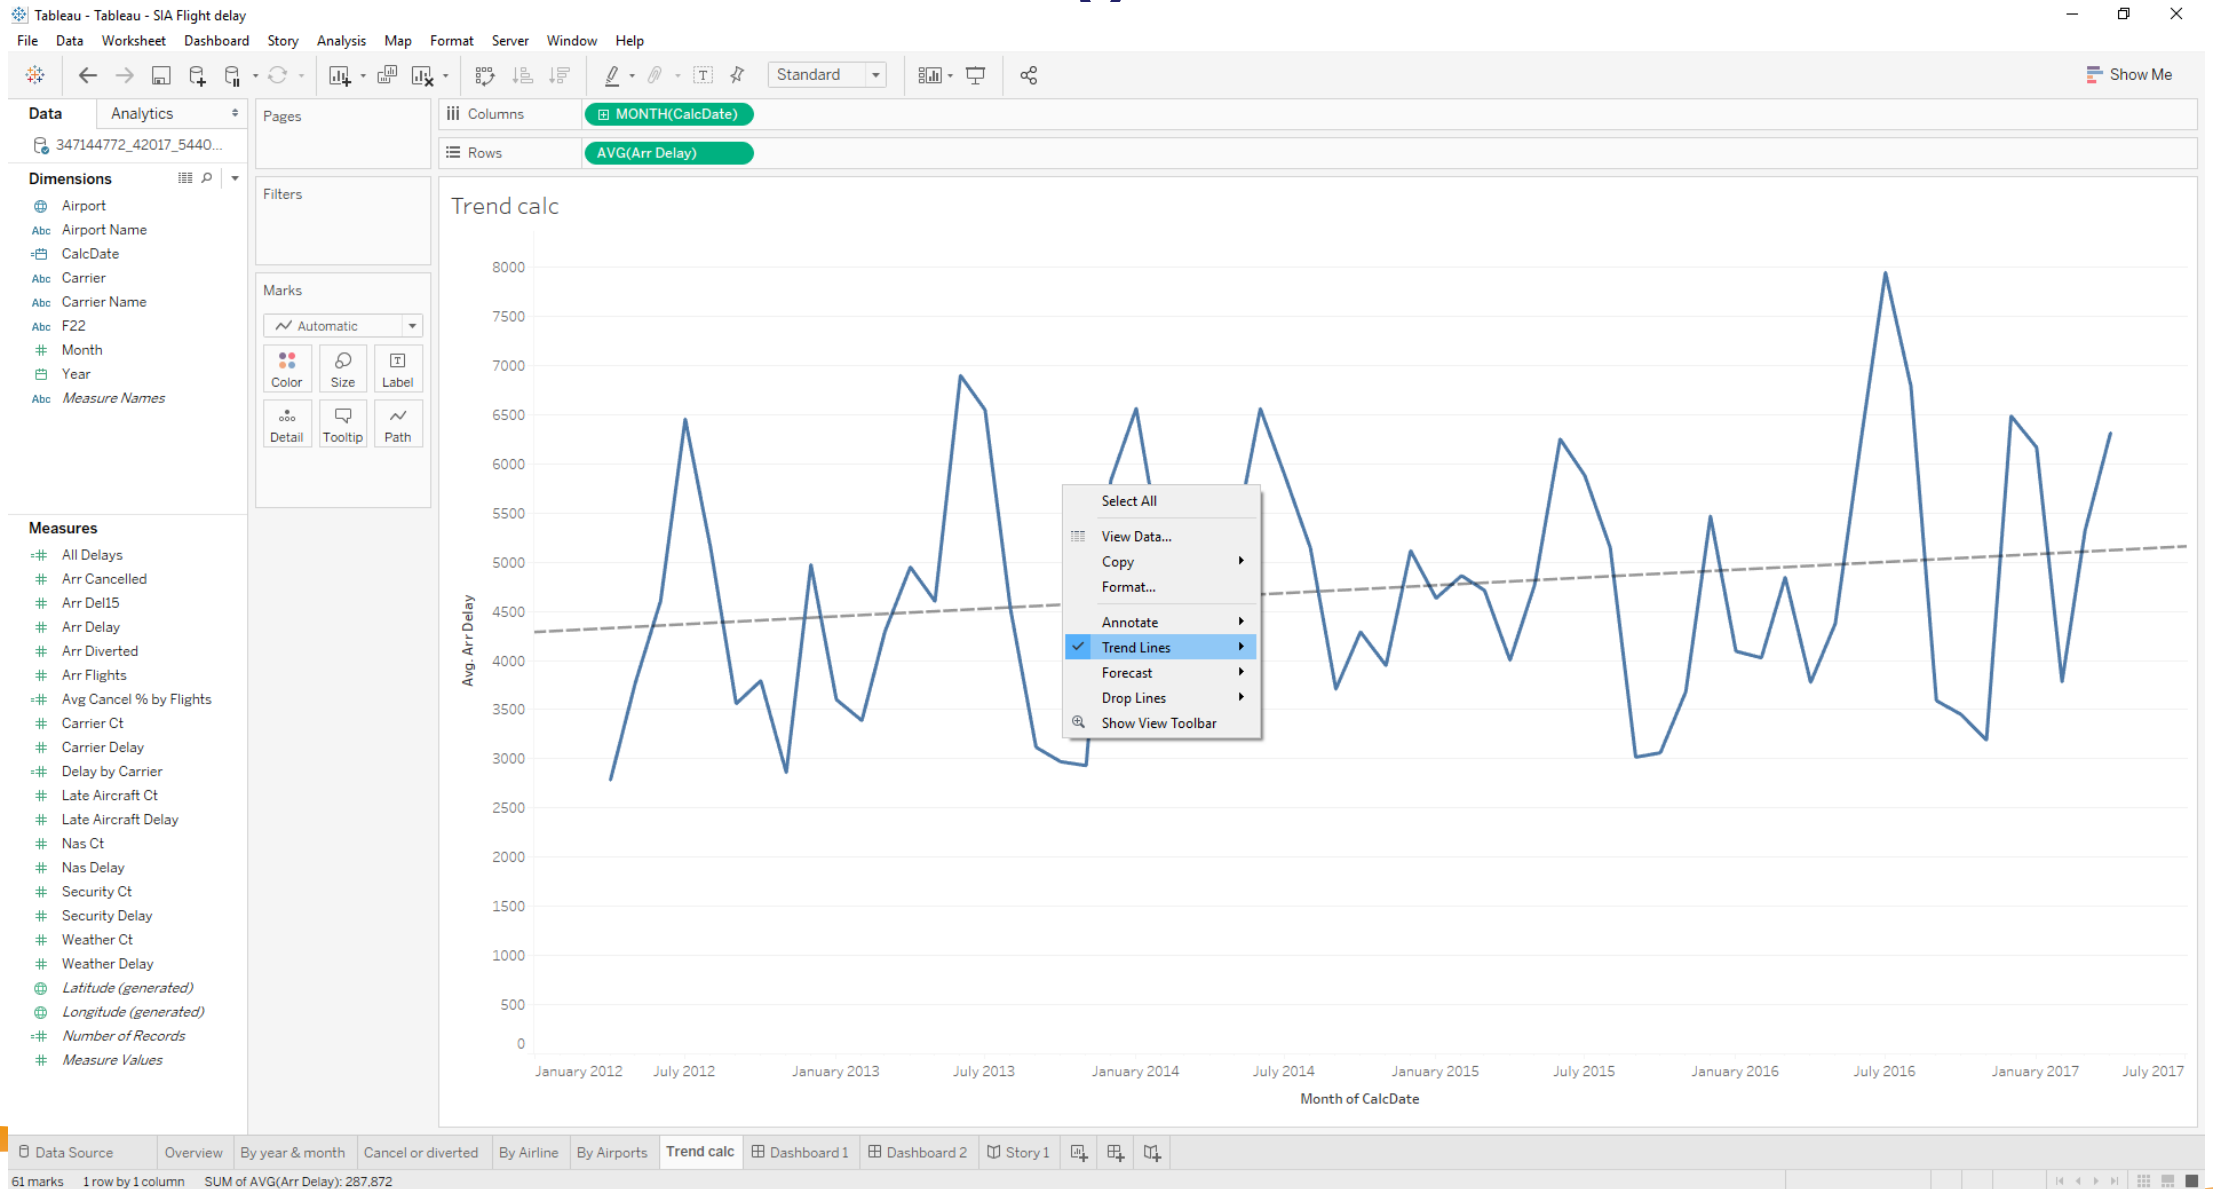 Tableau - Tableau - SIA Flight delay
File Data Worksheet Dashboard Story Analysis Map Format Server Window Help
Standard
Show Me
Data Analytics
347144772_42017_5440...
Dimensions
Airport
Abc Airport Name
CalcDate
Abc Carrier
Abc Carrier Name
Abc F22
# Month
Year
Abc Measure Names
Measures
=# All Delays
# Arr Cancelled
# Arr Del15
# Arr Delay
# Arr Diverted
# Arr Flights
=# Avg Cancel % by Flights
# Carrier Ct
# Carrier Delay
=# Delay by Carrier
# Late Aircraft Ct
# Late Aircraft Delay
# Nas Ct
# Nas Delay
# Security Ct
# Security Delay
# Weather Ct
# Weather Delay
Latitude (generated)
Longitude (generated)
=# Number of Records
# Measure Values
Pages
Filters
Marks
Automatic
Color Size Label
Detail Tooltip Path
Columns MONTH(CalcDate)
Rows AVG(Arr Delay)
Trend calc
8000
7500
7000
6500
6000
5500
5000
4500
4000
3500
3000
2500
2000
1500
1000
500
0
Avg. Arr Delay
Select All
View Data...
Copy
Format...
Annotate
Trend Lines
Forecast
Drop Lines
Show View Toolbar
January 2012 July 2012 January 2013 July 2013 January 2014 July 2014 January 2015 July 2015 January 2016 July 2016 January 2017 July 2017
Month of CalcDate
Data Source Overview By year & month Cancel or diverted By Airline By Airports Trend calc Dashboard 1 Dashboard 2 Story 1
61 marks 1 row by 1 column SUM of AVG(Arr Delay): 287,872